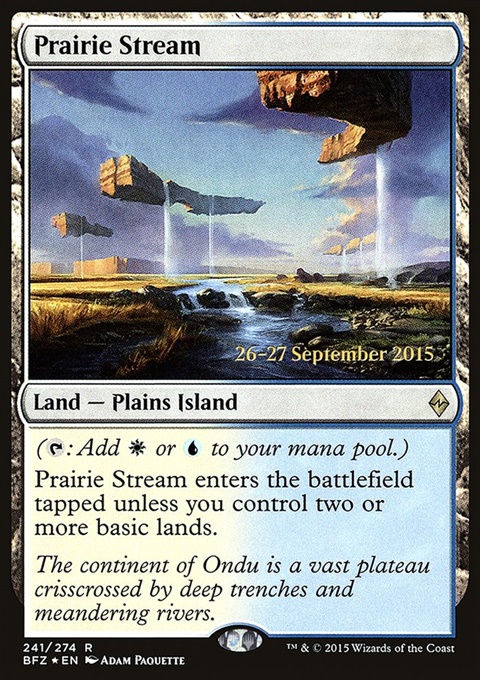 Prairie Stream
26-27 September 2015
Land — Plains Island
(: Add or to your mana pool.)
Prairie Stream enters the battlefield
tapped unless you control two or
more basic lands.
The continent of Ondu is a vast plateau
crisscrossed by deep trenches and
meandering rivers.
241/274 R
BFZ ★ EN Adam Paquette
™ & © 2015 Wizards of the Coast